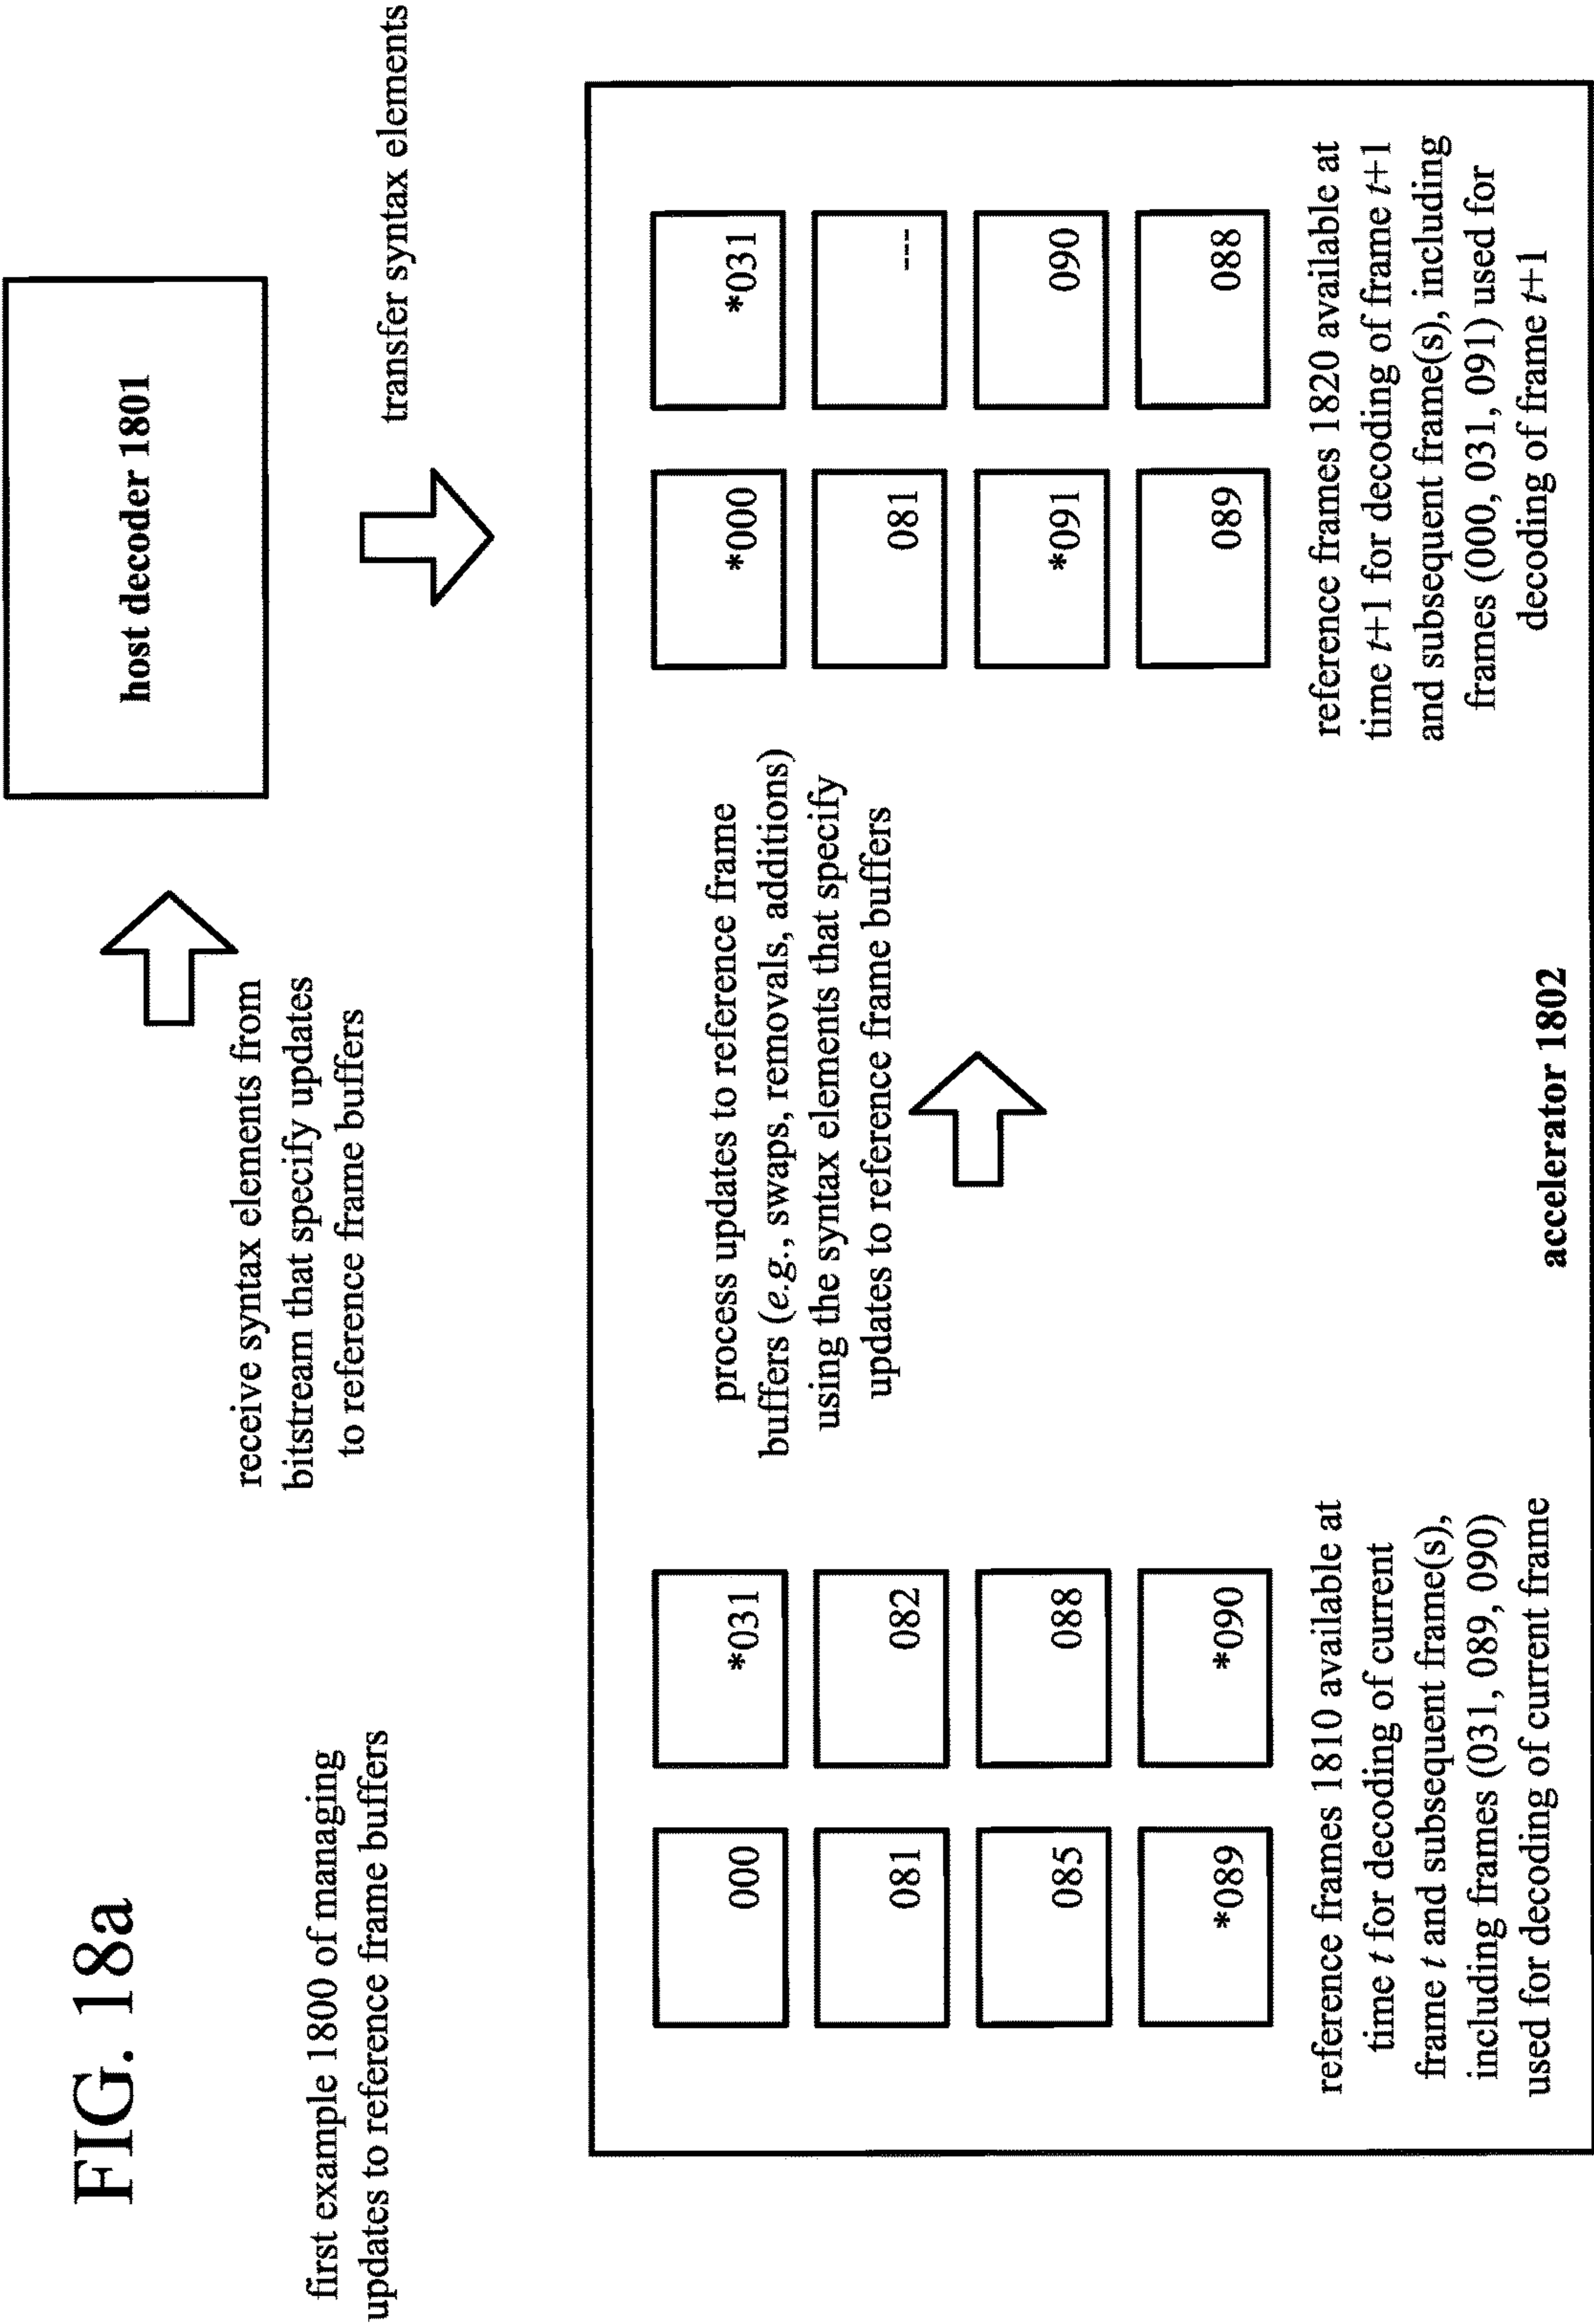 FIG. 18a
first example 1800 of managing
updates to reference frame buffers
receive syntax elements from
bitstream that specify updates
to reference frame buffers
host decoder 1801
transfer syntax elements
000
*031
081
082
085
088
*089
*090
reference frames 1810 available at
time t for decoding of current
frame t and subsequent frame(s),
including frames (031, 089, 090)
used for decoding of current frame
process updates to reference frame
buffers (e.g., swaps, removals, additions)
using the syntax elements that specify
updates to reference frame buffers
*000
*031
081
---
*091
090
089
088
reference frames 1820 available at
time t+1 for decoding of frame t+1
and subsequent frame(s), including
frames (000, 031, 091) used for
decoding of frame t+1
accelerator 1802